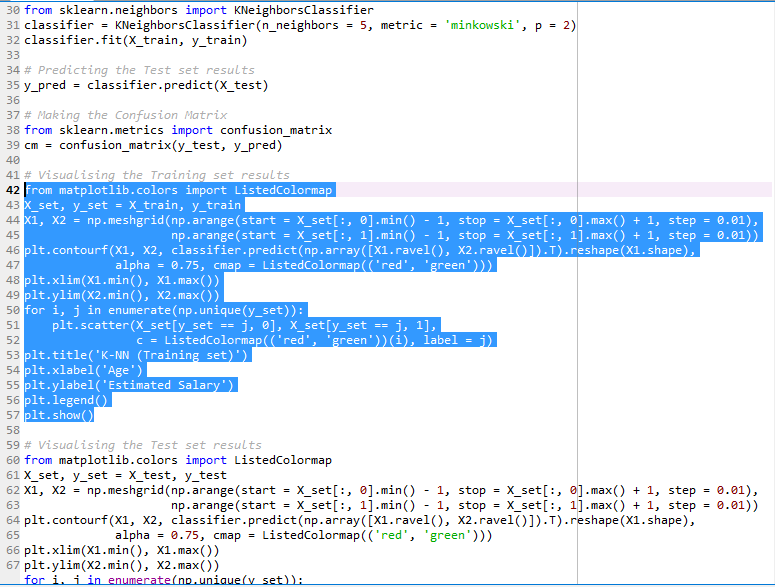 30 from sklearn.neighbors import KNeighborsClassifier
31 classifier = KNeighborsClassifier(n_neighbors = 5, metric = 'minkowski', p = 2)
32 classifier.fit(X_train, y_train)
33
34 # Predicting the Test set results
35 y_pred = classifier.predict(X_test)
36
37 # Making the Confusion Matrix
38 from sklearn.metrics import confusion_matrix
39 cm = confusion_matrix(y_test, y_pred)
40
41 # Visualising the Training set results
42 from matplotlib.colors import ListedColormap
43 X_set, y_set = X_train, y_train
44 X1, X2 = np.meshgrid(np.arange(start = X_set[:, 0].min() - 1, stop = X_set[:, 0].max() + 1, step = 0.01),
45                      np.arange(start = X_set[:, 1].min() - 1, stop = X_set[:, 1].max() + 1, step = 0.01))
46 plt.contourf(X1, X2, classifier.predict(np.array([X1.ravel(), X2.ravel()]).T).reshape(X1.shape),
47              alpha = 0.75, cmap = ListedColormap(('red', 'green')))
48 plt.xlim(X1.min(), X1.max())
49 plt.ylim(X2.min(), X2.max())
50 for i, j in enumerate(np.unique(y_set)):
51     plt.scatter(X_set[y_set == j, 0], X_set[y_set == j, 1],
52                 c = ListedColormap(('red', 'green'))(i), label = j)
53 plt.title('K-NN (Training set)')
54 plt.xlabel('Age')
55 plt.ylabel('Estimated Salary')
56 plt.legend()
57 plt.show()
58
59 # Visualising the Test set results
60 from matplotlib.colors import ListedColormap
61 X_set, y_set = X_test, y_test
62 X1, X2 = np.meshgrid(np.arange(start = X_set[:, 0].min() - 1, stop = X_set[:, 0].max() + 1, step = 0.01),
63                      np.arange(start = X_set[:, 1].min() - 1, stop = X_set[:, 1].max() + 1, step = 0.01))
64 plt.contourf(X1, X2, classifier.predict(np.array([X1.ravel(), X2.ravel()]).T).reshape(X1.shape),
65              alpha = 0.75, cmap = ListedColormap(('red', 'green')))
66 plt.xlim(X1.min(), X1.max())
67 plt.ylim(X2.min(), X2.max())
for i, j in enumerate(np.unique(y_set)):